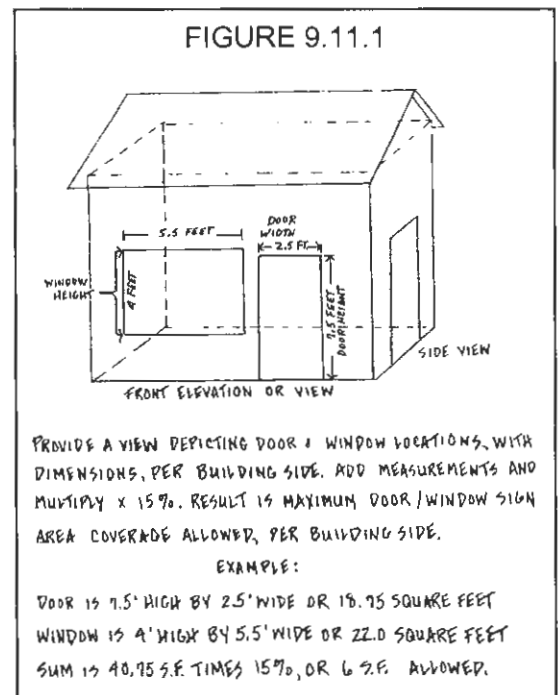 FIGURE 9.11.1
5.5 FEET
DOOR
WIDTH
2.5 FT.
WINDOW
HEIGHT
4 FEET
7.5 FEET
DOOR HEIGHT
SIDE VIEW
FRONT ELEVATION OR VIEW
PROVIDE A VIEW DEPICTING DOOR & WINDOW LOCATIONS, WITH
DIMENSIONS, PER BUILDING SIDE. ADD MEASUREMENTS AND
MULTIPLY X 15%. RESULT IS MAXIMUM DOOR/WINDOW SIGN
AREA COVERAGE ALLOWED, PER BUILDING SIDE.
EXAMPLE:
DOOR IS 7.5' HIGH BY 2.5' WIDE OR 18.75 SQUARE FEET
WINDOW IS 4' HIGH BY 5.5' WIDE OR 22.0 SQUARE FEET
SUM IS 40.75 S.F. TIMES 15%, OR 6 S.F. ALLOWED.